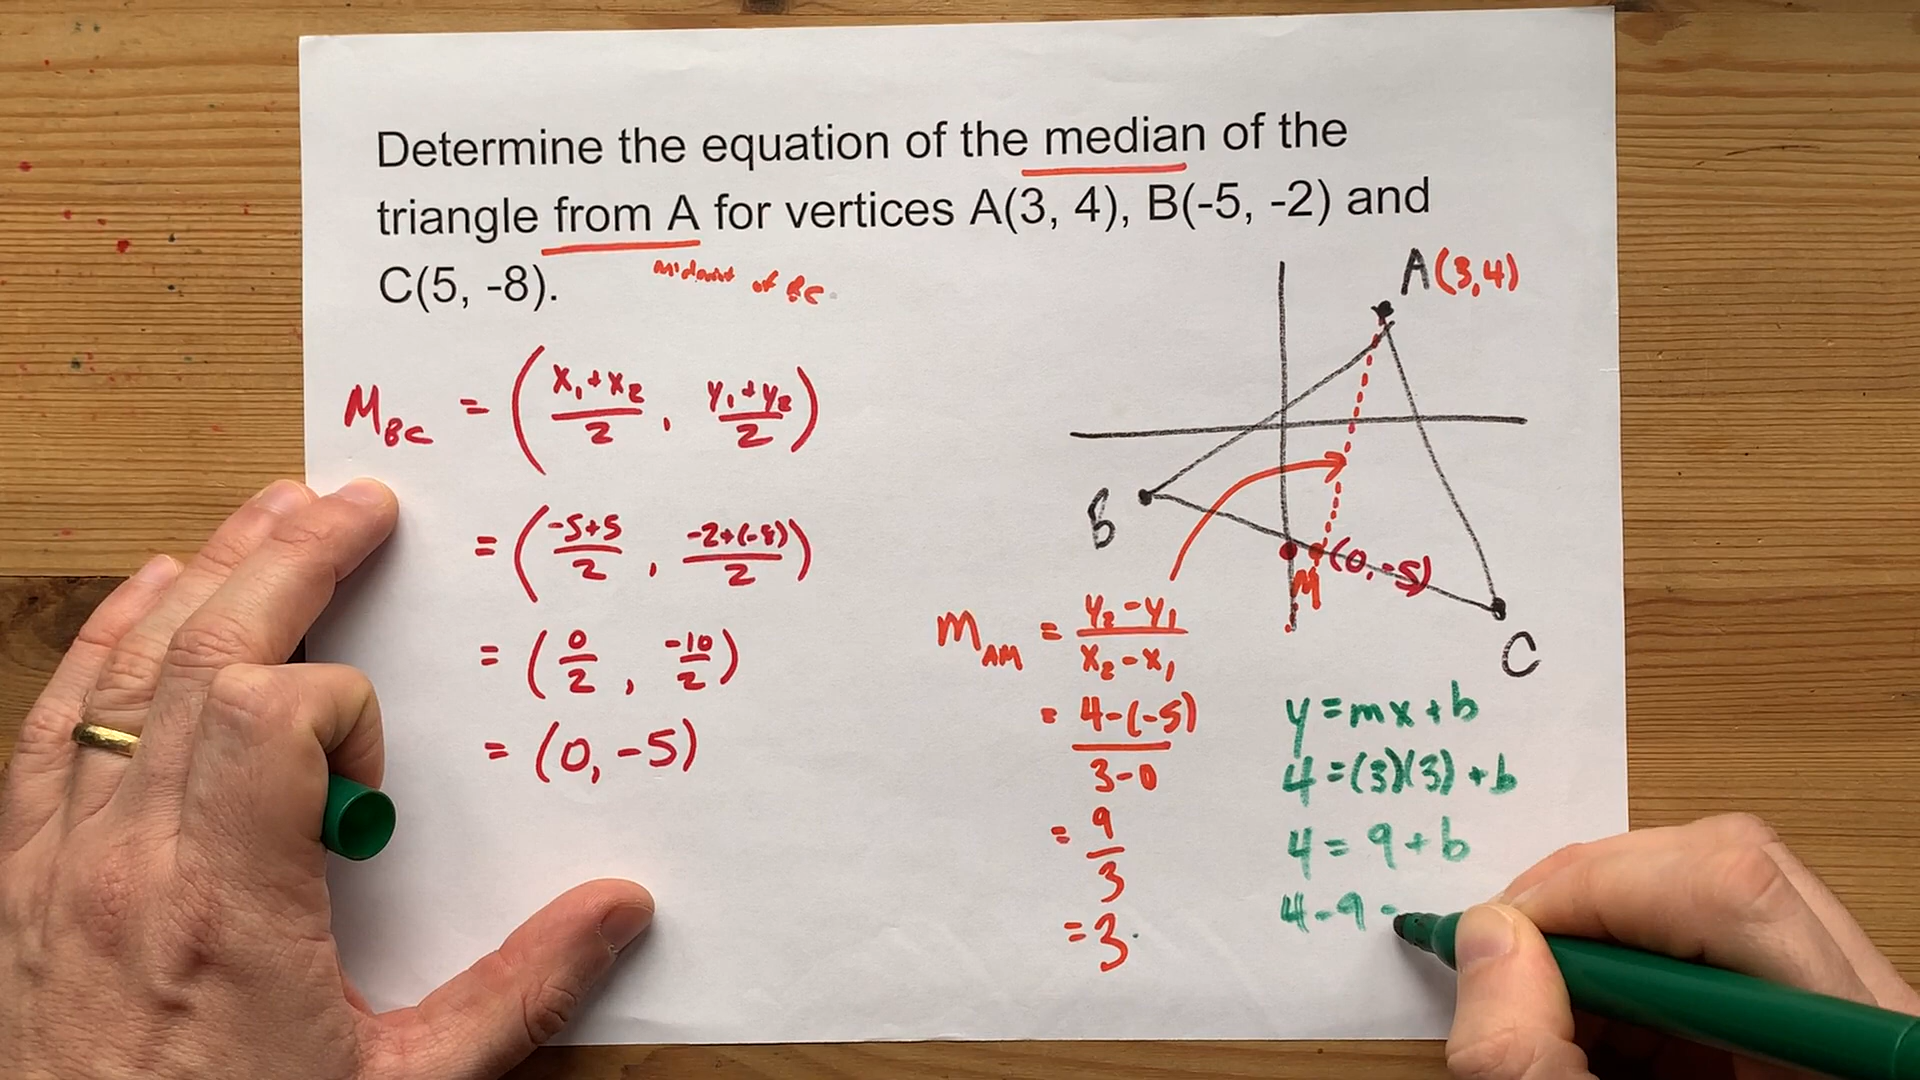 Determine the equation of the median of the
triangle from A for vertices A(3, 4), B(-5, -2) and
C(5, -8).
midpoint of BC.
A(3,4)
B
M
(0,-5)
C
M_BC = ( (x₁+x₂)/2 , (y₁+y₂)/2 )
= ( (-5+5)/2 , (-2+(-8))/2 )
= ( 0/2 , -10/2 )
= (0, -5)
m_AM = (y₂-y₁)/(x₂-x₁)
= (4-(-5))/(3-0)
= 9/3
= 3
y=mx+b
4=(3)(3)+b
4=9+b
4-9=